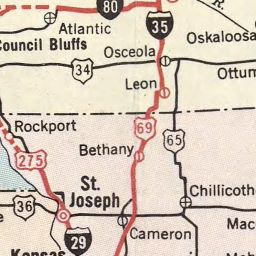 80
Atlantic
35
Council Bluffs
Oskaloosa
Osceola
34
Ottum
Leon
Rockport
69
65
Bethany
275
St.
Joseph
36
Chillicoth
Mac
Cameron
29
Kansas